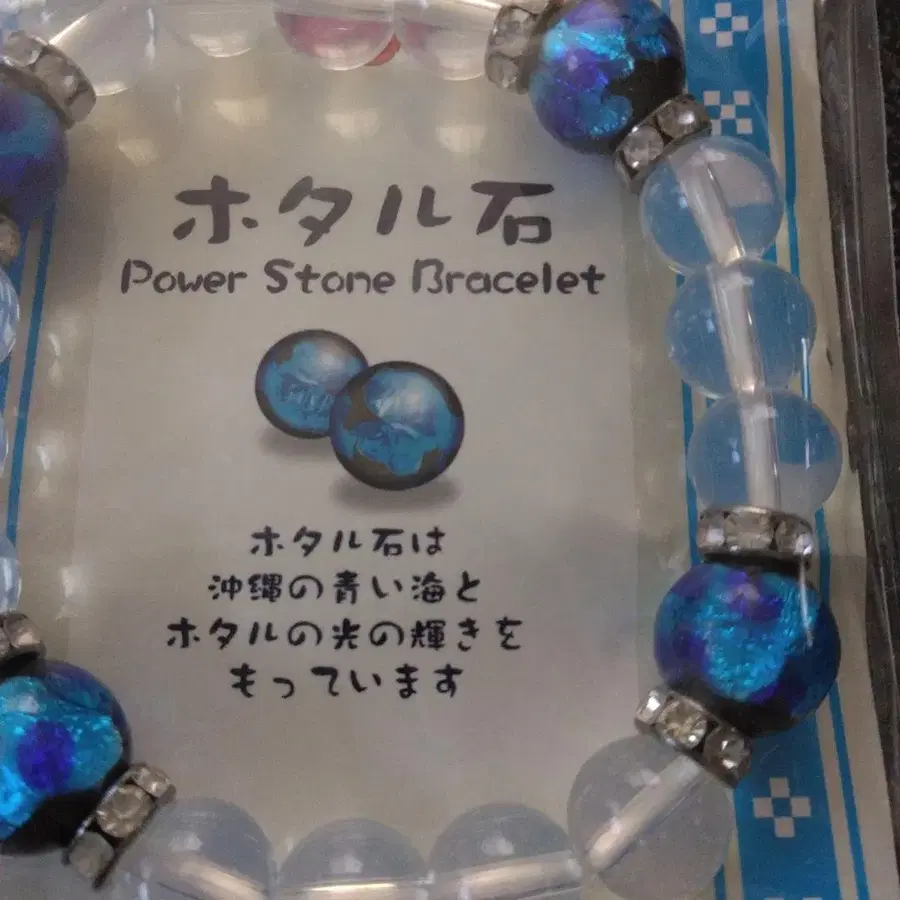 ホタル石
Power Stone Bracelet
ホタル石は
沖縄の青い海と
ホタルの光の輝きを
もっています